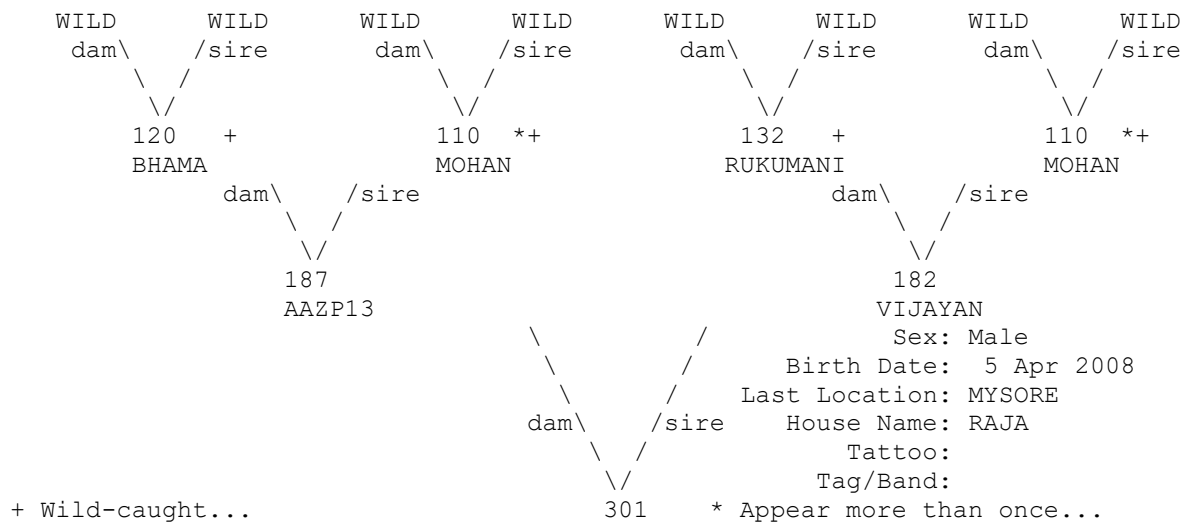 WILD WILD WILD WILD WILD WILD WILD WILD
dam\ /sire dam\ /sire dam\ /sire dam\ /sire
\ / \ / \ / \ /
\/ \/ \/ \/
120 + 110 *+ 132 + 110 *+
BHAMA MOHAN RUKUMANI MOHAN
dam\ /sire dam\ /sire
\ / \ /
\/ \/
187 182
AAZP13 VIJAYAN
\ / Sex: Male
\ / Birth Date: 5 Apr 2008
\ / Last Location: MYSORE
dam\ /sire House Name: RAJA
\ / Tattoo:
\/ Tag/Band:
+ Wild-caught... 301 * Appear more than once...